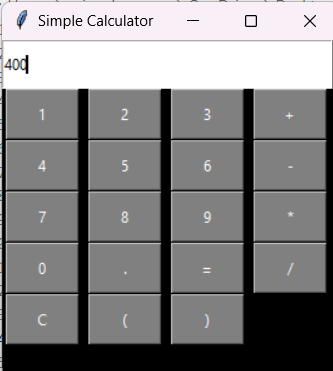 Simple Calculator
400
1 2 3 +
4 5 6 -
7 8 9 *
0 . = /
C ( )